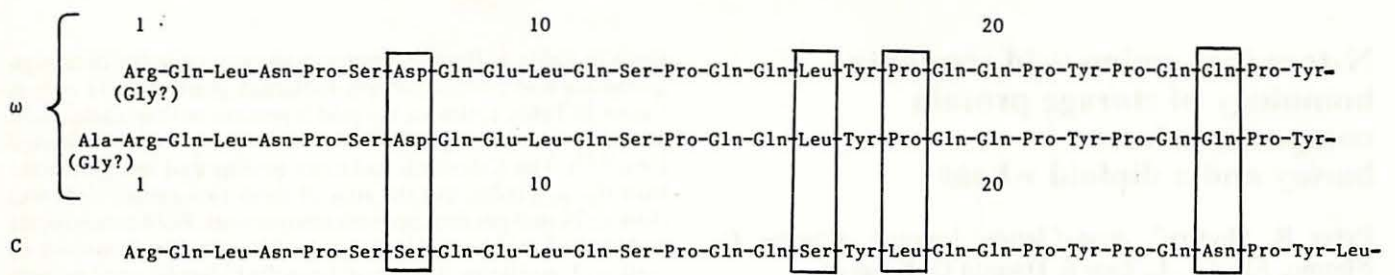 1 10 20
Arg-Gln-Leu-Asn-Pro-Ser-Asp-Gln-Glu-Leu-Gln-Ser-Pro-Gln-Gln-Leu-Tyr-Pro-Gln-Gln-Pro-Tyr-Pro-Gln-Gln-Pro-Tyr-
(Gly?)
ω
Ala-Arg-Gln-Leu-Asn-Pro-Ser-Asp-Gln-Glu-Leu-Gln-Ser-Pro-Gln-Gln-Leu-Tyr-Pro-Gln-Gln-Pro-Tyr-Pro-Gln-Gln-Pro-Tyr-
(Gly?)
1 10 20
C Arg-Gln-Leu-Asn-Pro-Ser-Ser-Gln-Glu-Leu-Gln-Ser-Pro-Gln-Gln-Ser-Tyr-Leu-Gln-Gln-Pro-Tyr-Pro-Gln-Asn-Pro-Tyr-Leu-